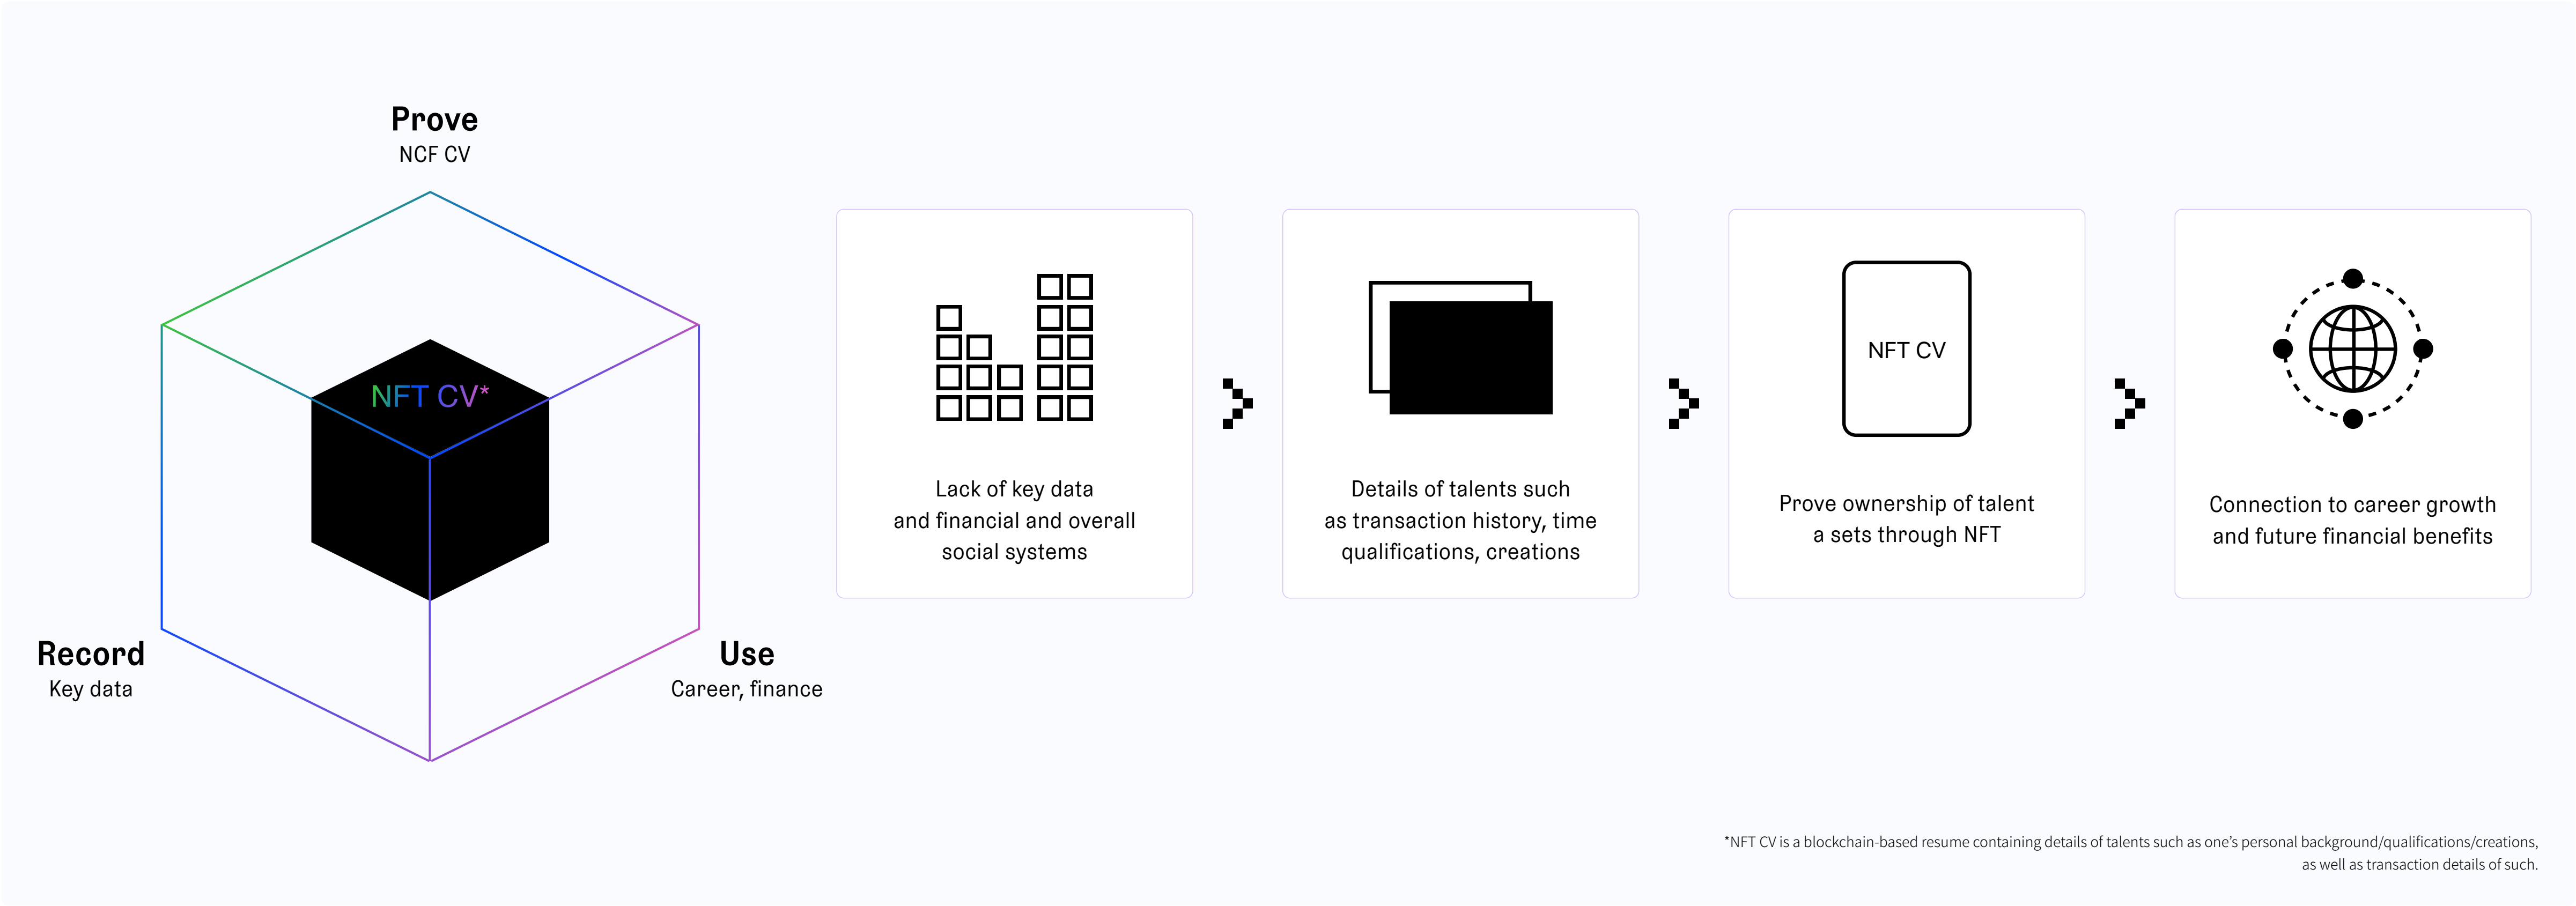 Prove
NCF CV
NFT CV*
Record
Key data
Use
Career, finance
Lack of key data
and financial and overall
social systems
Details of talents such
as transaction history, time
qualifications, creations
NFT CV
Prove ownership of talent
a sets through NFT
Connection to career growth
and future financial benefits
*NFT CV is a blockchain-based resume containing details of talents such as one’s personal background/qualifications/creations,
as well as transaction details of such.